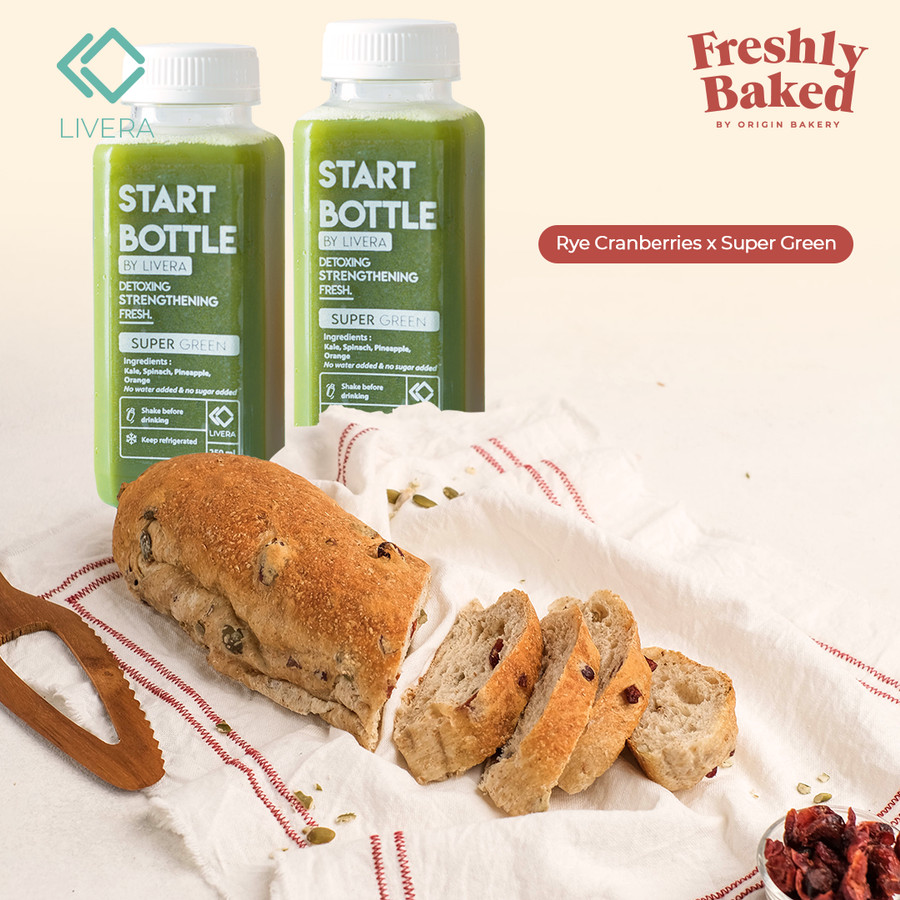 LIVERA
Freshly
Baked
BY ORIGIN BAKERY
Rye Cranberries x Super Green
START
BOTTLE
BY LIVERA
DETOXING
STRENGTHENING
FRESH.
SUPER GREEN
Ingredients :
Kale, Spinach, Pineapple,
Orange
No water added & no sugar added
Shake before
drinking
LIVERA
Keep refrigerated
250 ml
START
BOTTLE
BY LIVERA
DETOXING
STRENGTHENING
FRESH.
SUPER GREEN
Ingredients :
Kale, Spinach, Pineapple,
Orange
No water added & no sugar added
Shake before
drinking